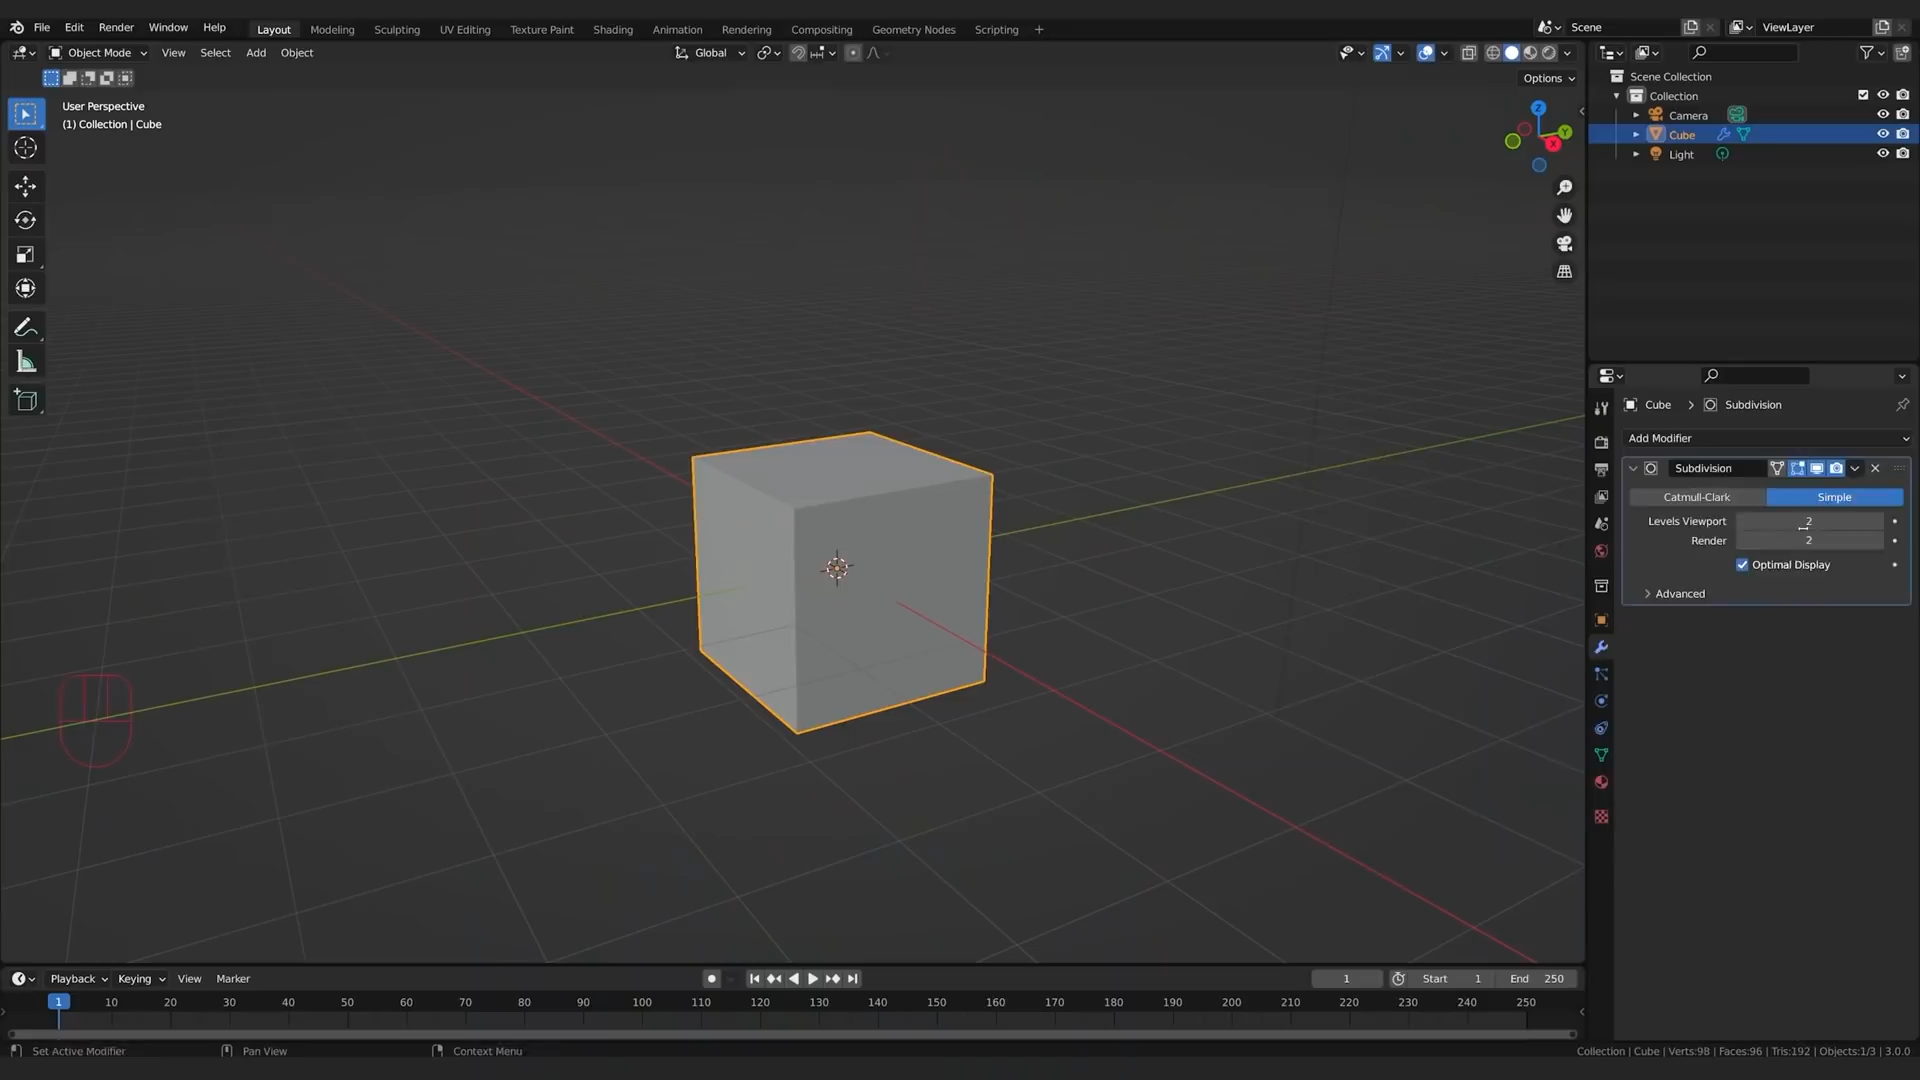 File Edit Render Window Help Layout Modeling Sculpting UV Editing Texture Paint Shading Animation Rendering Compositing Geometry Nodes Scripting + Scene ViewLayer
Object Mode View Select Add Object Global
Options
User Perspective
(1) Collection | Cube
Z
Y
X
Scene Collection
Collection
Camera
Cube
Light
Cube Subdivision
Add Modifier
Subdivision
Catmull-Clark Simple
Levels Viewport 2
Render 2
Optimal Display
Advanced
Playback Keying View Marker 1 Start 1 End 250
1 10 20 30 40 50 60 70 80 90 100 110 120 130 140 150 160 170 180 190 200 210 220 230 240 250
Set Active Modifier Pan View Context Menu Collection | Cube | Verts:98 | Faces:96 | Tris:192 | Objects:1/3 | 3.0.0